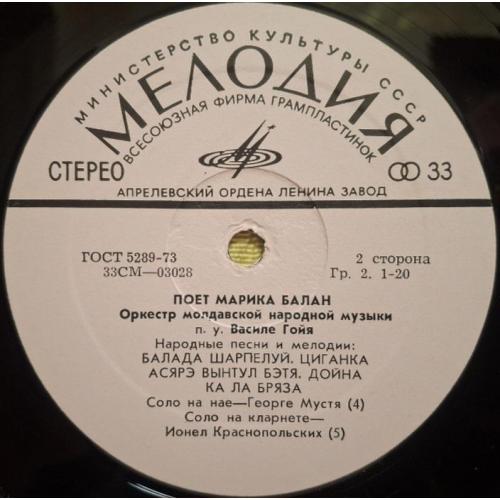 МИНИСТЕРСТВО КУЛЬТУРЫ СССР
МЕЛОДИЯ
ВСЕСОЮЗНАЯ ФИРМА ГРАМПЛАСТИНОК
СТЕРЕО 33
АПРЕЛЕВСКИЙ ОРДЕНА ЛЕНИНА ЗАВОД
ГОСТ 5289-73 2 сторона
33СМ—03028 Гр. 2. 1-20
ПОЕТ МАРИКА БАЛАН
Оркестр молдавской народной музыки
п. у. Василе Гойя
Народные песни и мелодии:
БАЛАДА ШАРПЕЛУЙ. ЦИГАНКА
АСЯРЭ ВЫНТУЛ БЭТЯ. ДОЙНА
КА ЛА БРЯЗА
Соло на нае—Георге Мустя (4)
Соло на кларнете—
Ионел Краснопольских (5)